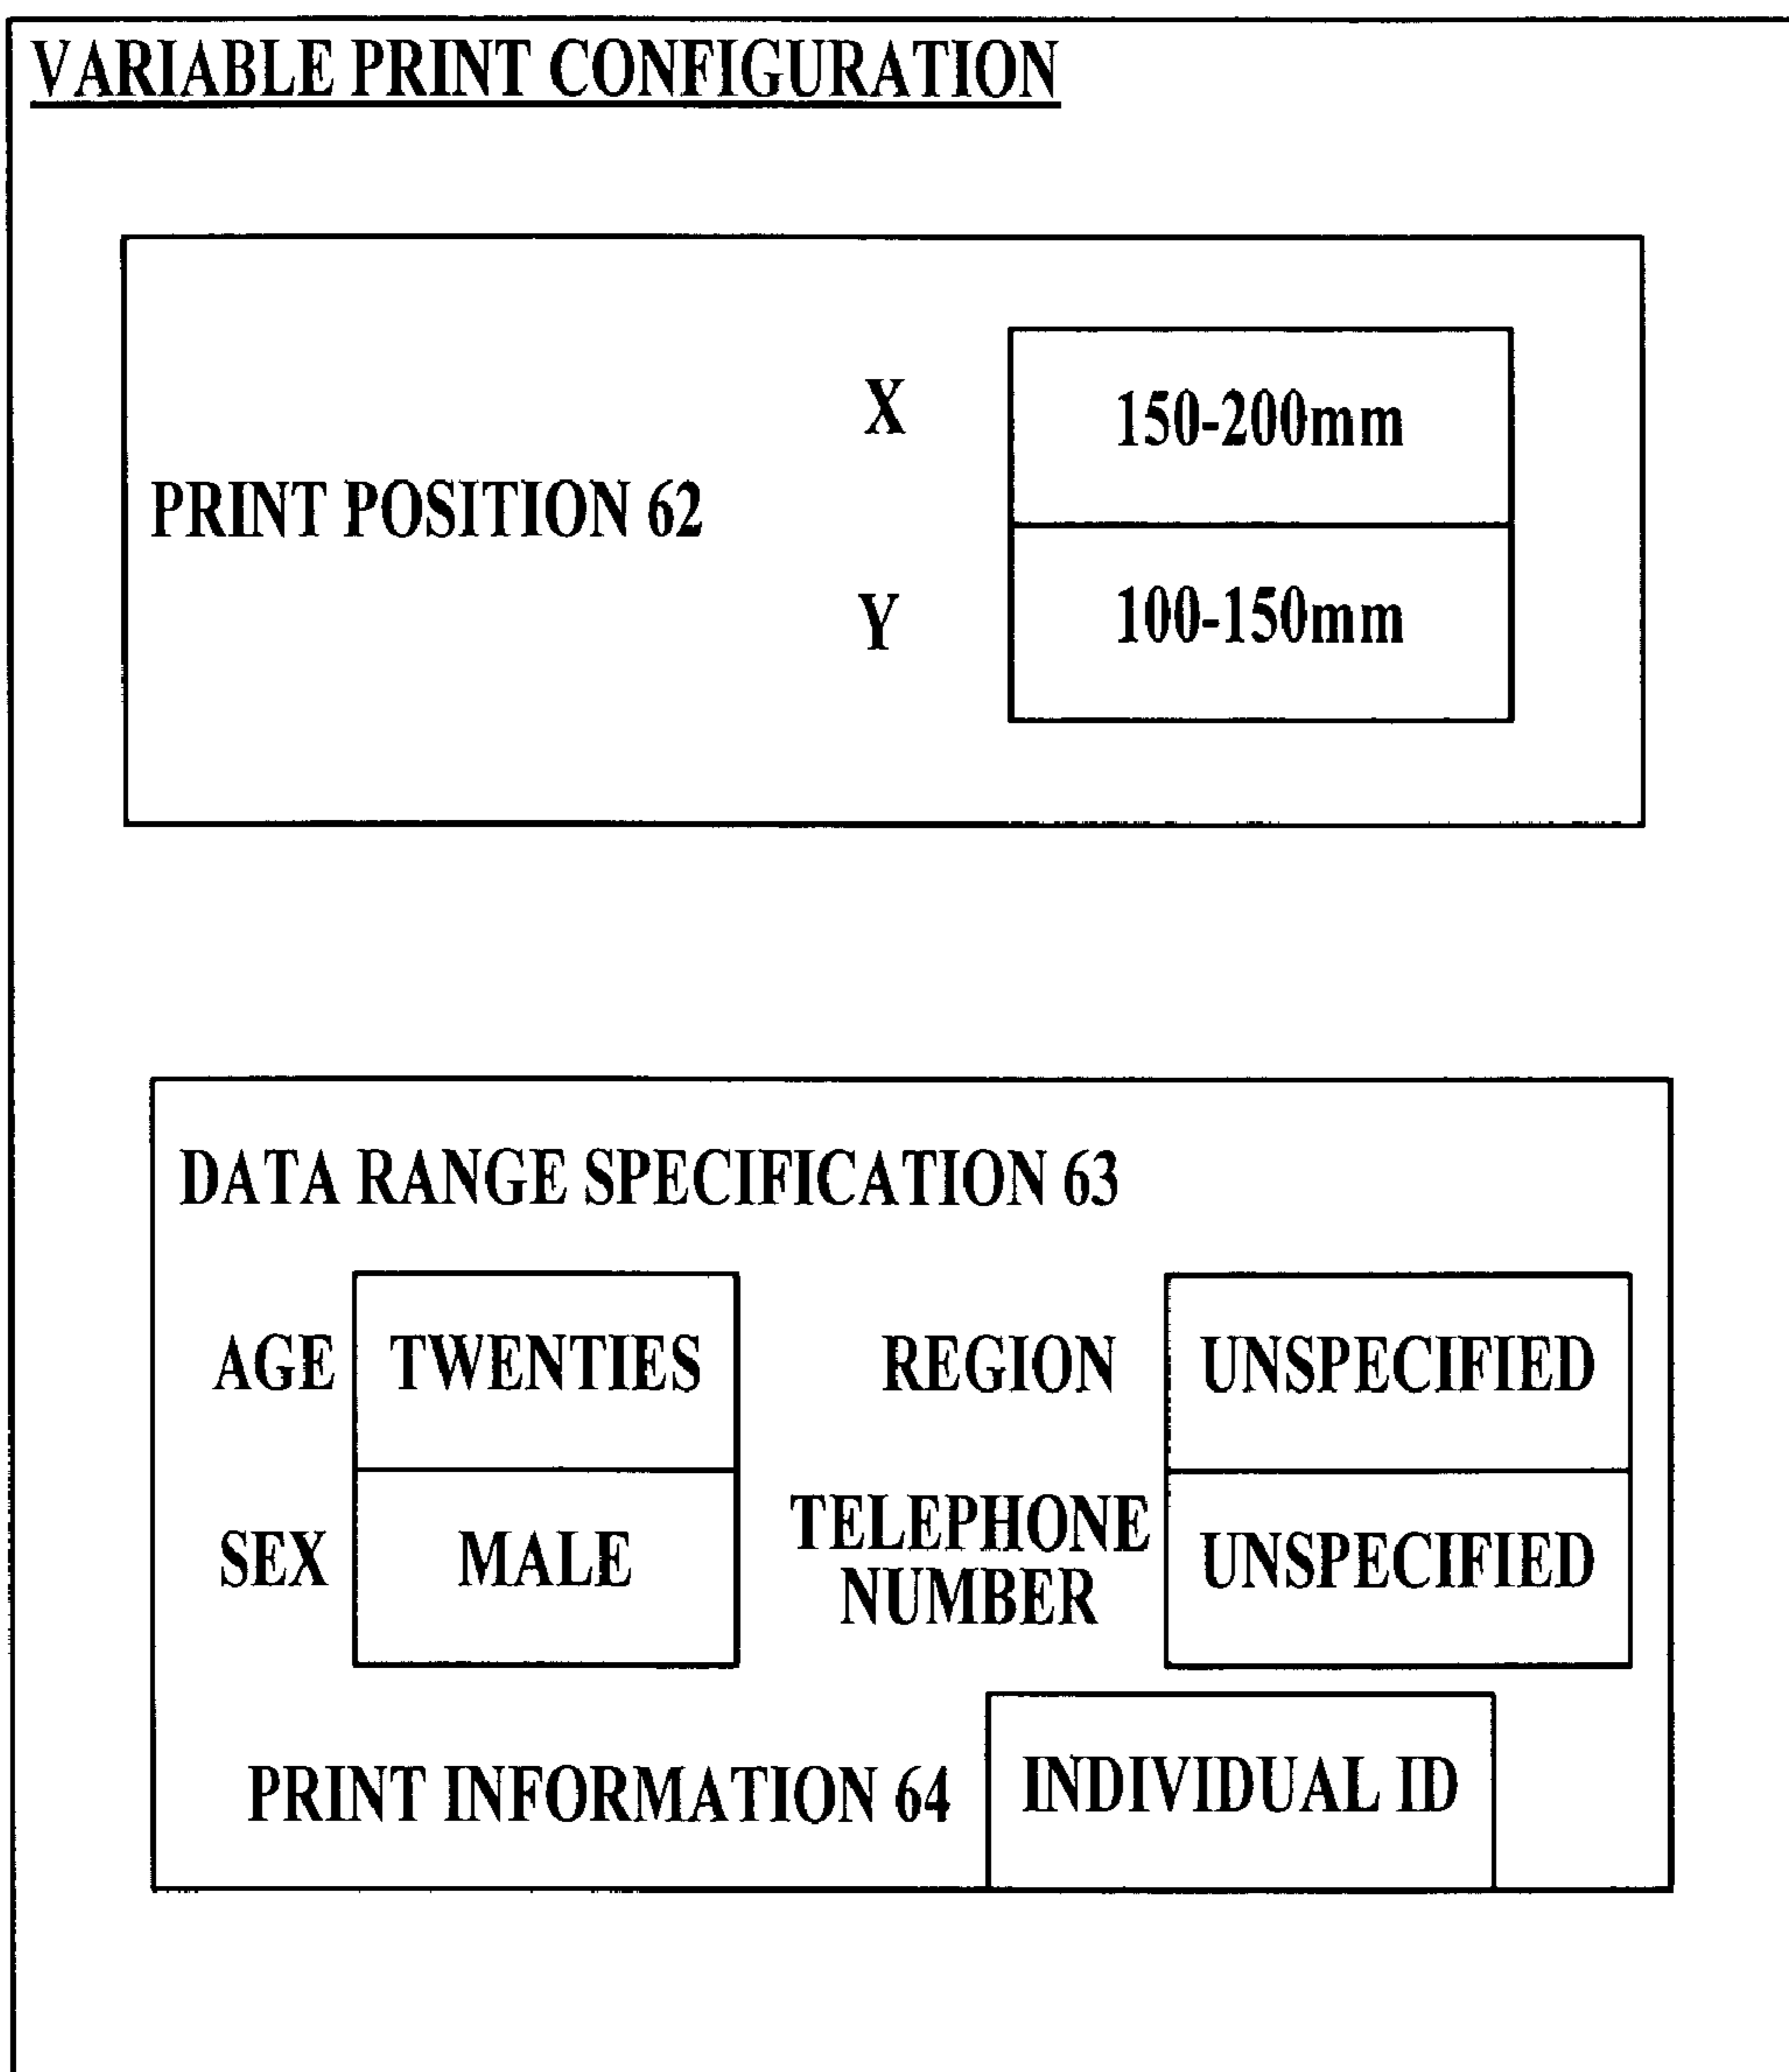 VARIABLE PRINT CONFIGURATION
X 150-200mm
PRINT POSITION 62
Y 100-150mm
DATA RANGE SPECIFICATION 63
AGE TWENTIES REGION UNSPECIFIED
SEX MALE TELEPHONE NUMBER UNSPECIFIED
PRINT INFORMATION 64 INDIVIDUAL ID